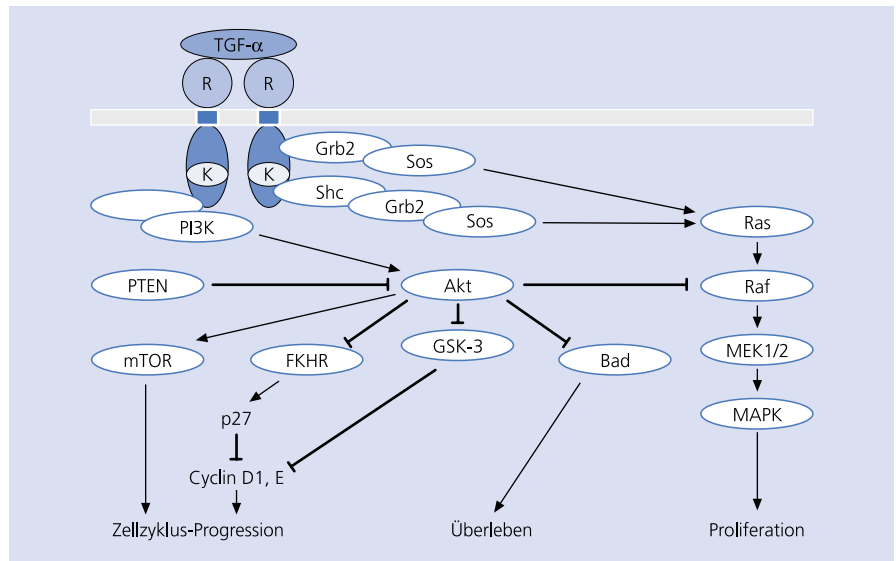 TGF-α
R
R
K
K
Grb2
Sos
Shc
Grb2
Sos
PI3K
Ras
PTEN
Akt
Raf
mTOR
FKHR
GSK-3
Bad
MEK1/2
p27
MAPK
Cyclin D1, E
Zellzyklus-Progression
Überleben
Proliferation